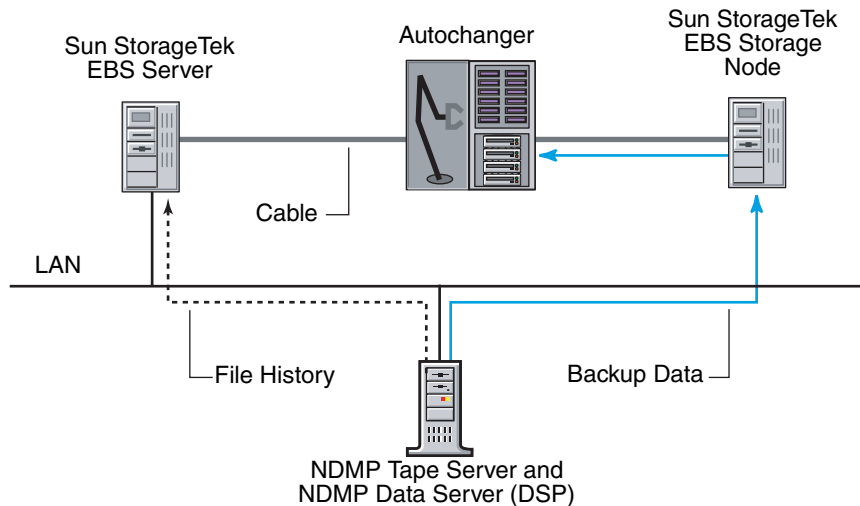 Sun StorageTek
EBS Server
Autochanger
Sun StorageTek
EBS Storage
Node
Cable
LAN
File History
Backup Data
NDMP Tape Server and
NDMP Data Server (DSP)